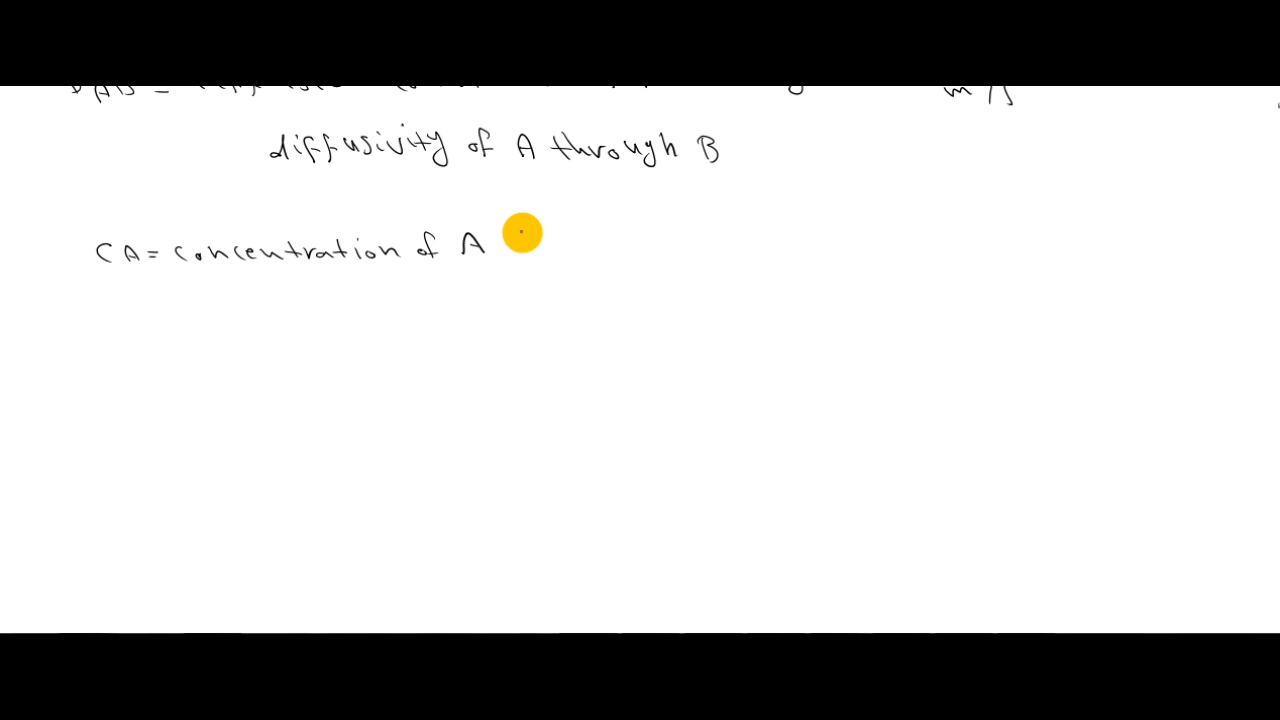 diffusivity of A through B
CA = concentration of A